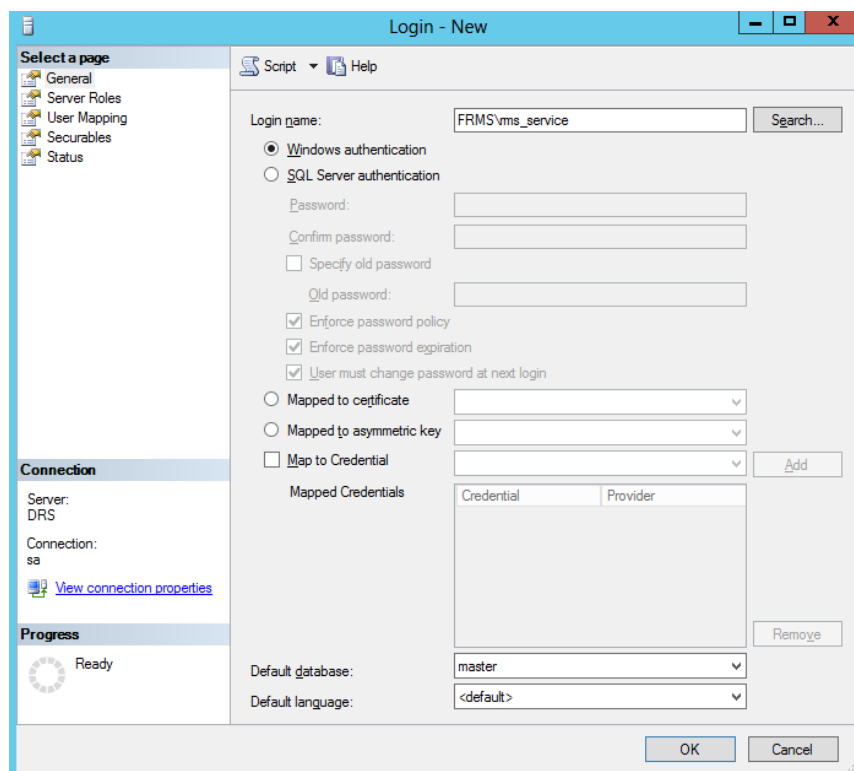 Login - New
Select a page
General
Server Roles
User Mapping
Securables
Status
Script Help
Login name: FRMS\rms_service Search...
Windows authentication
SQL Server authentication
Password:
Confirm password:
Specify old password
Old password:
Enforce password policy
Enforce password expiration
User must change password at next login
Mapped to certificate
Mapped to asymmetric key
Map to Credential Add
Mapped Credentials Credential Provider
Remove
Default database: master
Default language: <default>
Connection
Server:
DRS
Connection:
sa
View connection properties
Progress
Ready
OK Cancel